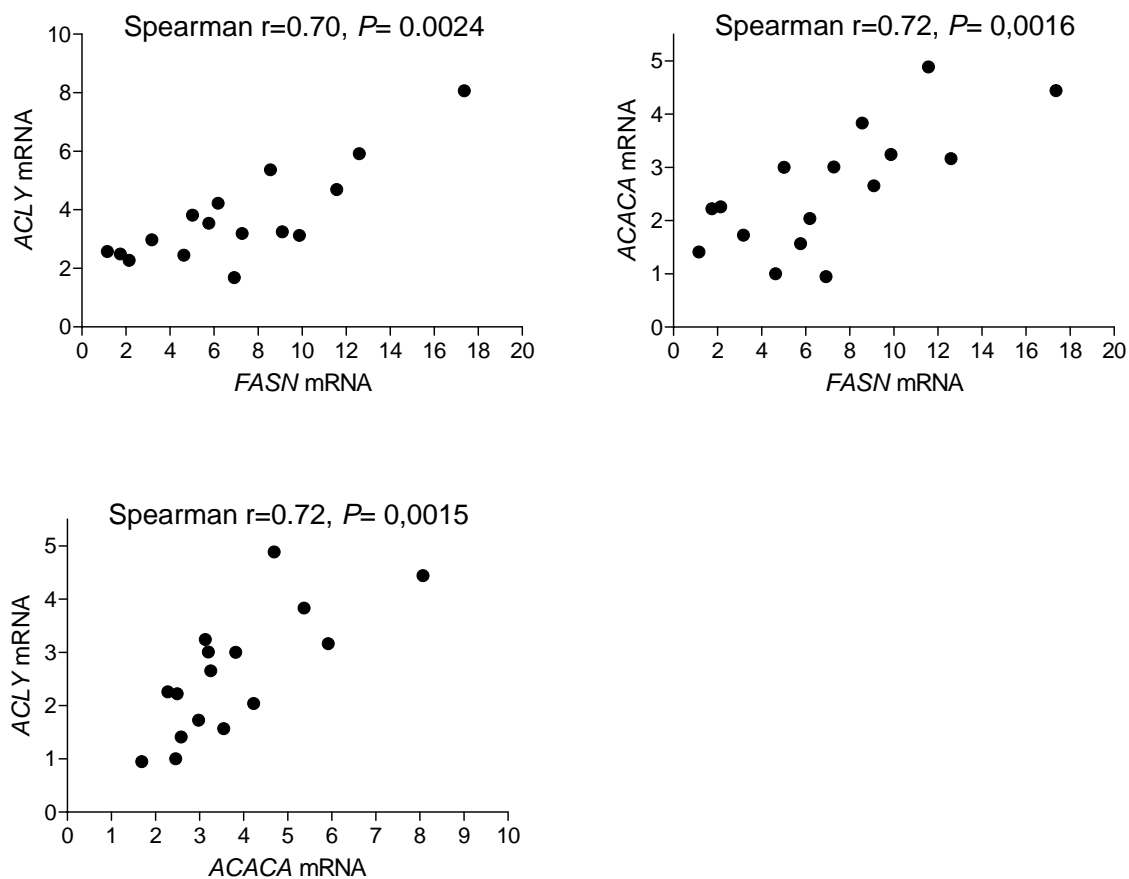 Spearman r=0.70, P= 0.0024
10
8
6
4
2
0
ACLY mRNA
0 2 4 6 8 10 12 14 16 18 20
FASN mRNA
Spearman r=0.72, P= 0,0016
5
4
3
2
1
0
ACACA mRNA
0 2 4 6 8 10 12 14 16 18 20
FASN mRNA
Spearman r=0.72, P= 0,0015
5
4
3
2
1
0
ACLY mRNA
0 1 2 3 4 5 6 7 8 9 10
ACACA mRNA